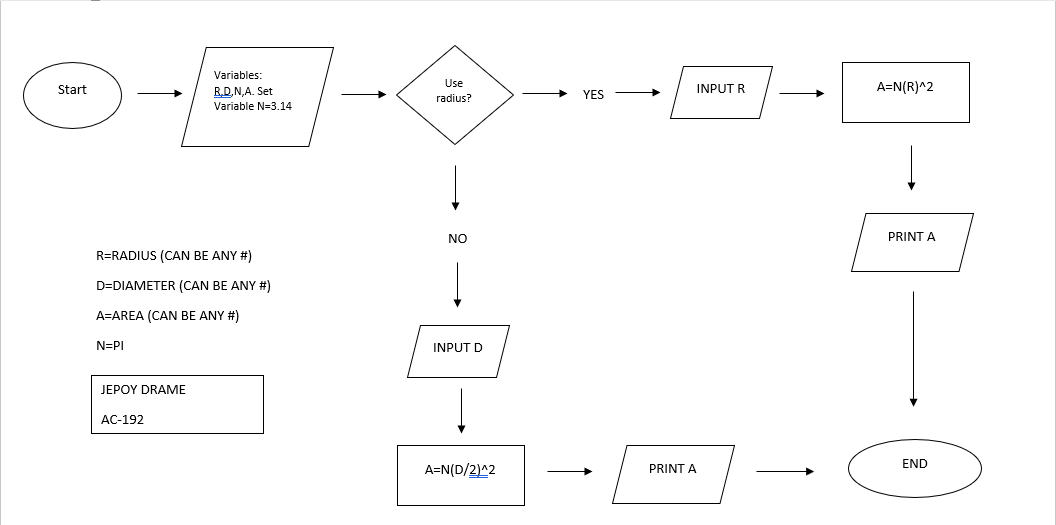 Start
Variables:
R,D,N,A. Set
Variable N=3.14
Use
radius?
YES
INPUT R
A=N(R)^2
PRINT A
NO
INPUT D
A=N(D/2)^2
PRINT A
END
R=RADIUS (CAN BE ANY #)
D=DIAMETER (CAN BE ANY #)
A=AREA (CAN BE ANY #)
N=PI
JEPOY DRAME
AC-192